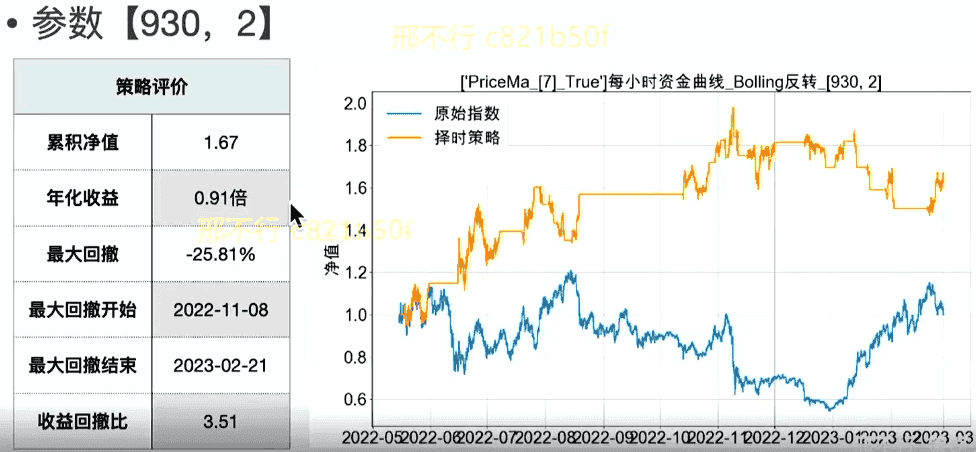 • 参数【930，2】
邢不行 c821b50f
策略评价
累积净值 1.67
年化收益 0.91倍
最大回撤 -25.81%
最大回撤开始 2022-11-08
最大回撤结束 2023-02-21
收益回撤比 3.51
邢不行 c821b50f
['PriceMa_[7]_True']每小时资金曲线_Bolling反转_[930, 2]
原始指数
择时策略
净值
2.0
1.8
1.6
1.4
1.2
1.0
0.8
0.6
2022-05 2022-06 2022-07 2022-08 2022-09 2022-10 2022-11 2022-12 2023-01 2023-02 2023-03